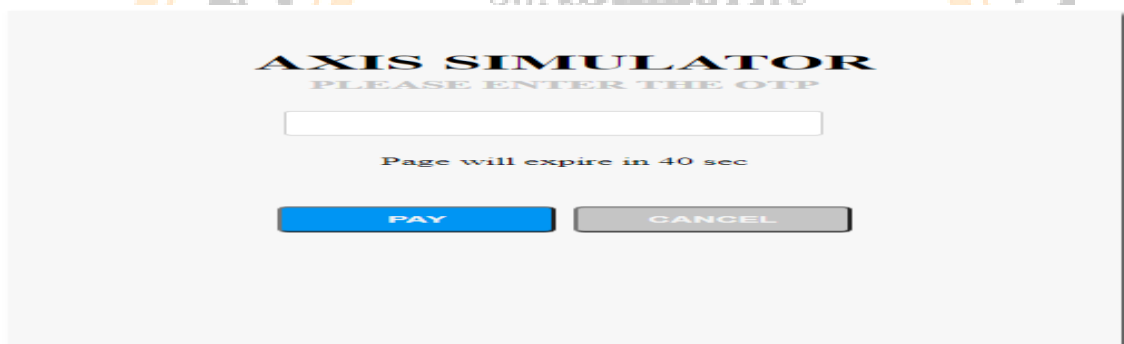 AXIS SIMULATOR
PLEASE ENTER THE OTP
Page will expire in 40 sec
PAY
CANCEL